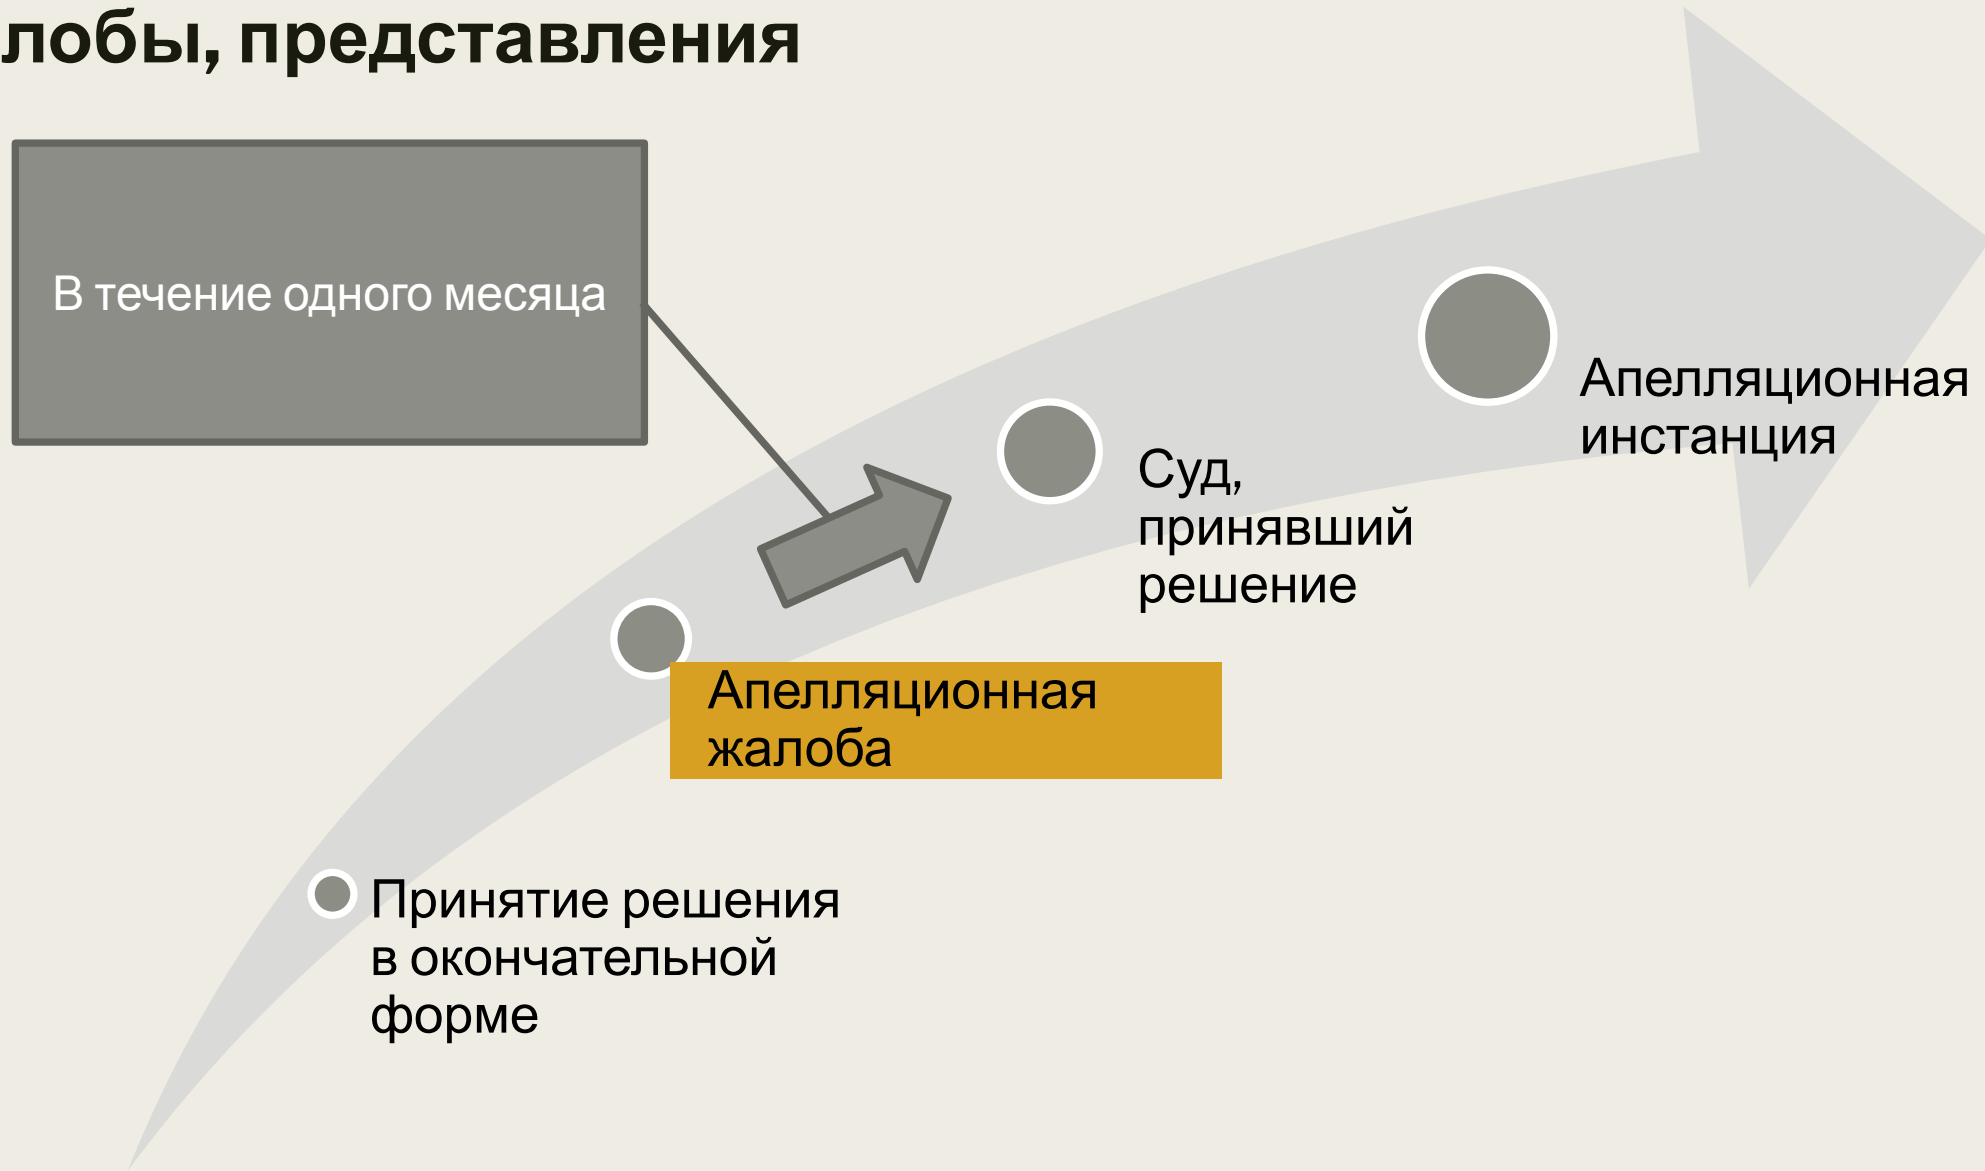 лобы, представления
В течение одного месяца
Апелляционная
инстанция
Суд,
принявший
решение
Апелляционная
жалоба
Принятие решения
в окончательной
форме